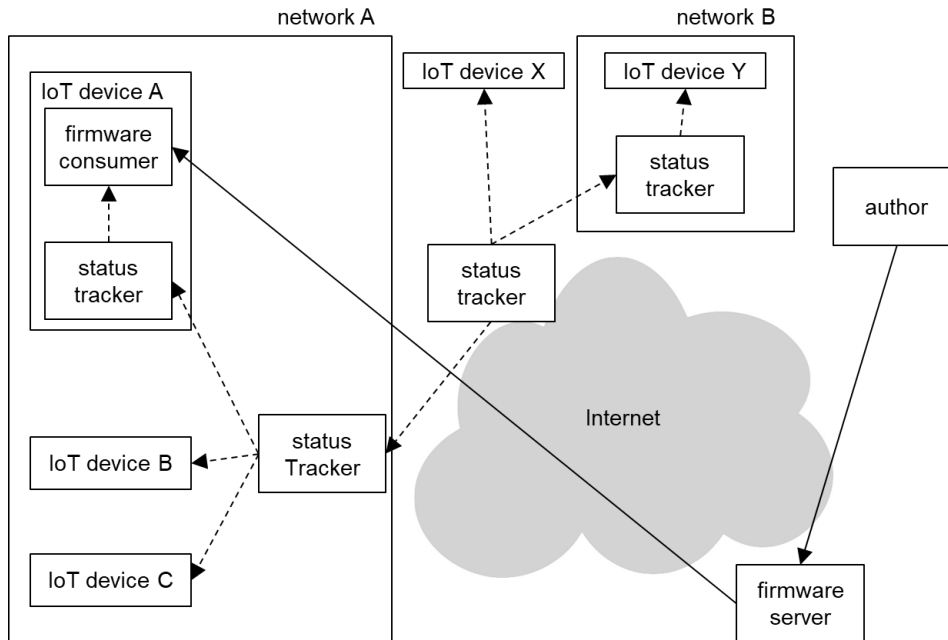 network A
network B
IoT device A
firmware
consumer
status
tracker
IoT device B
IoT device C
status
Tracker
IoT device X
status
tracker
IoT device Y
status
tracker
author
Internet
firmware
server